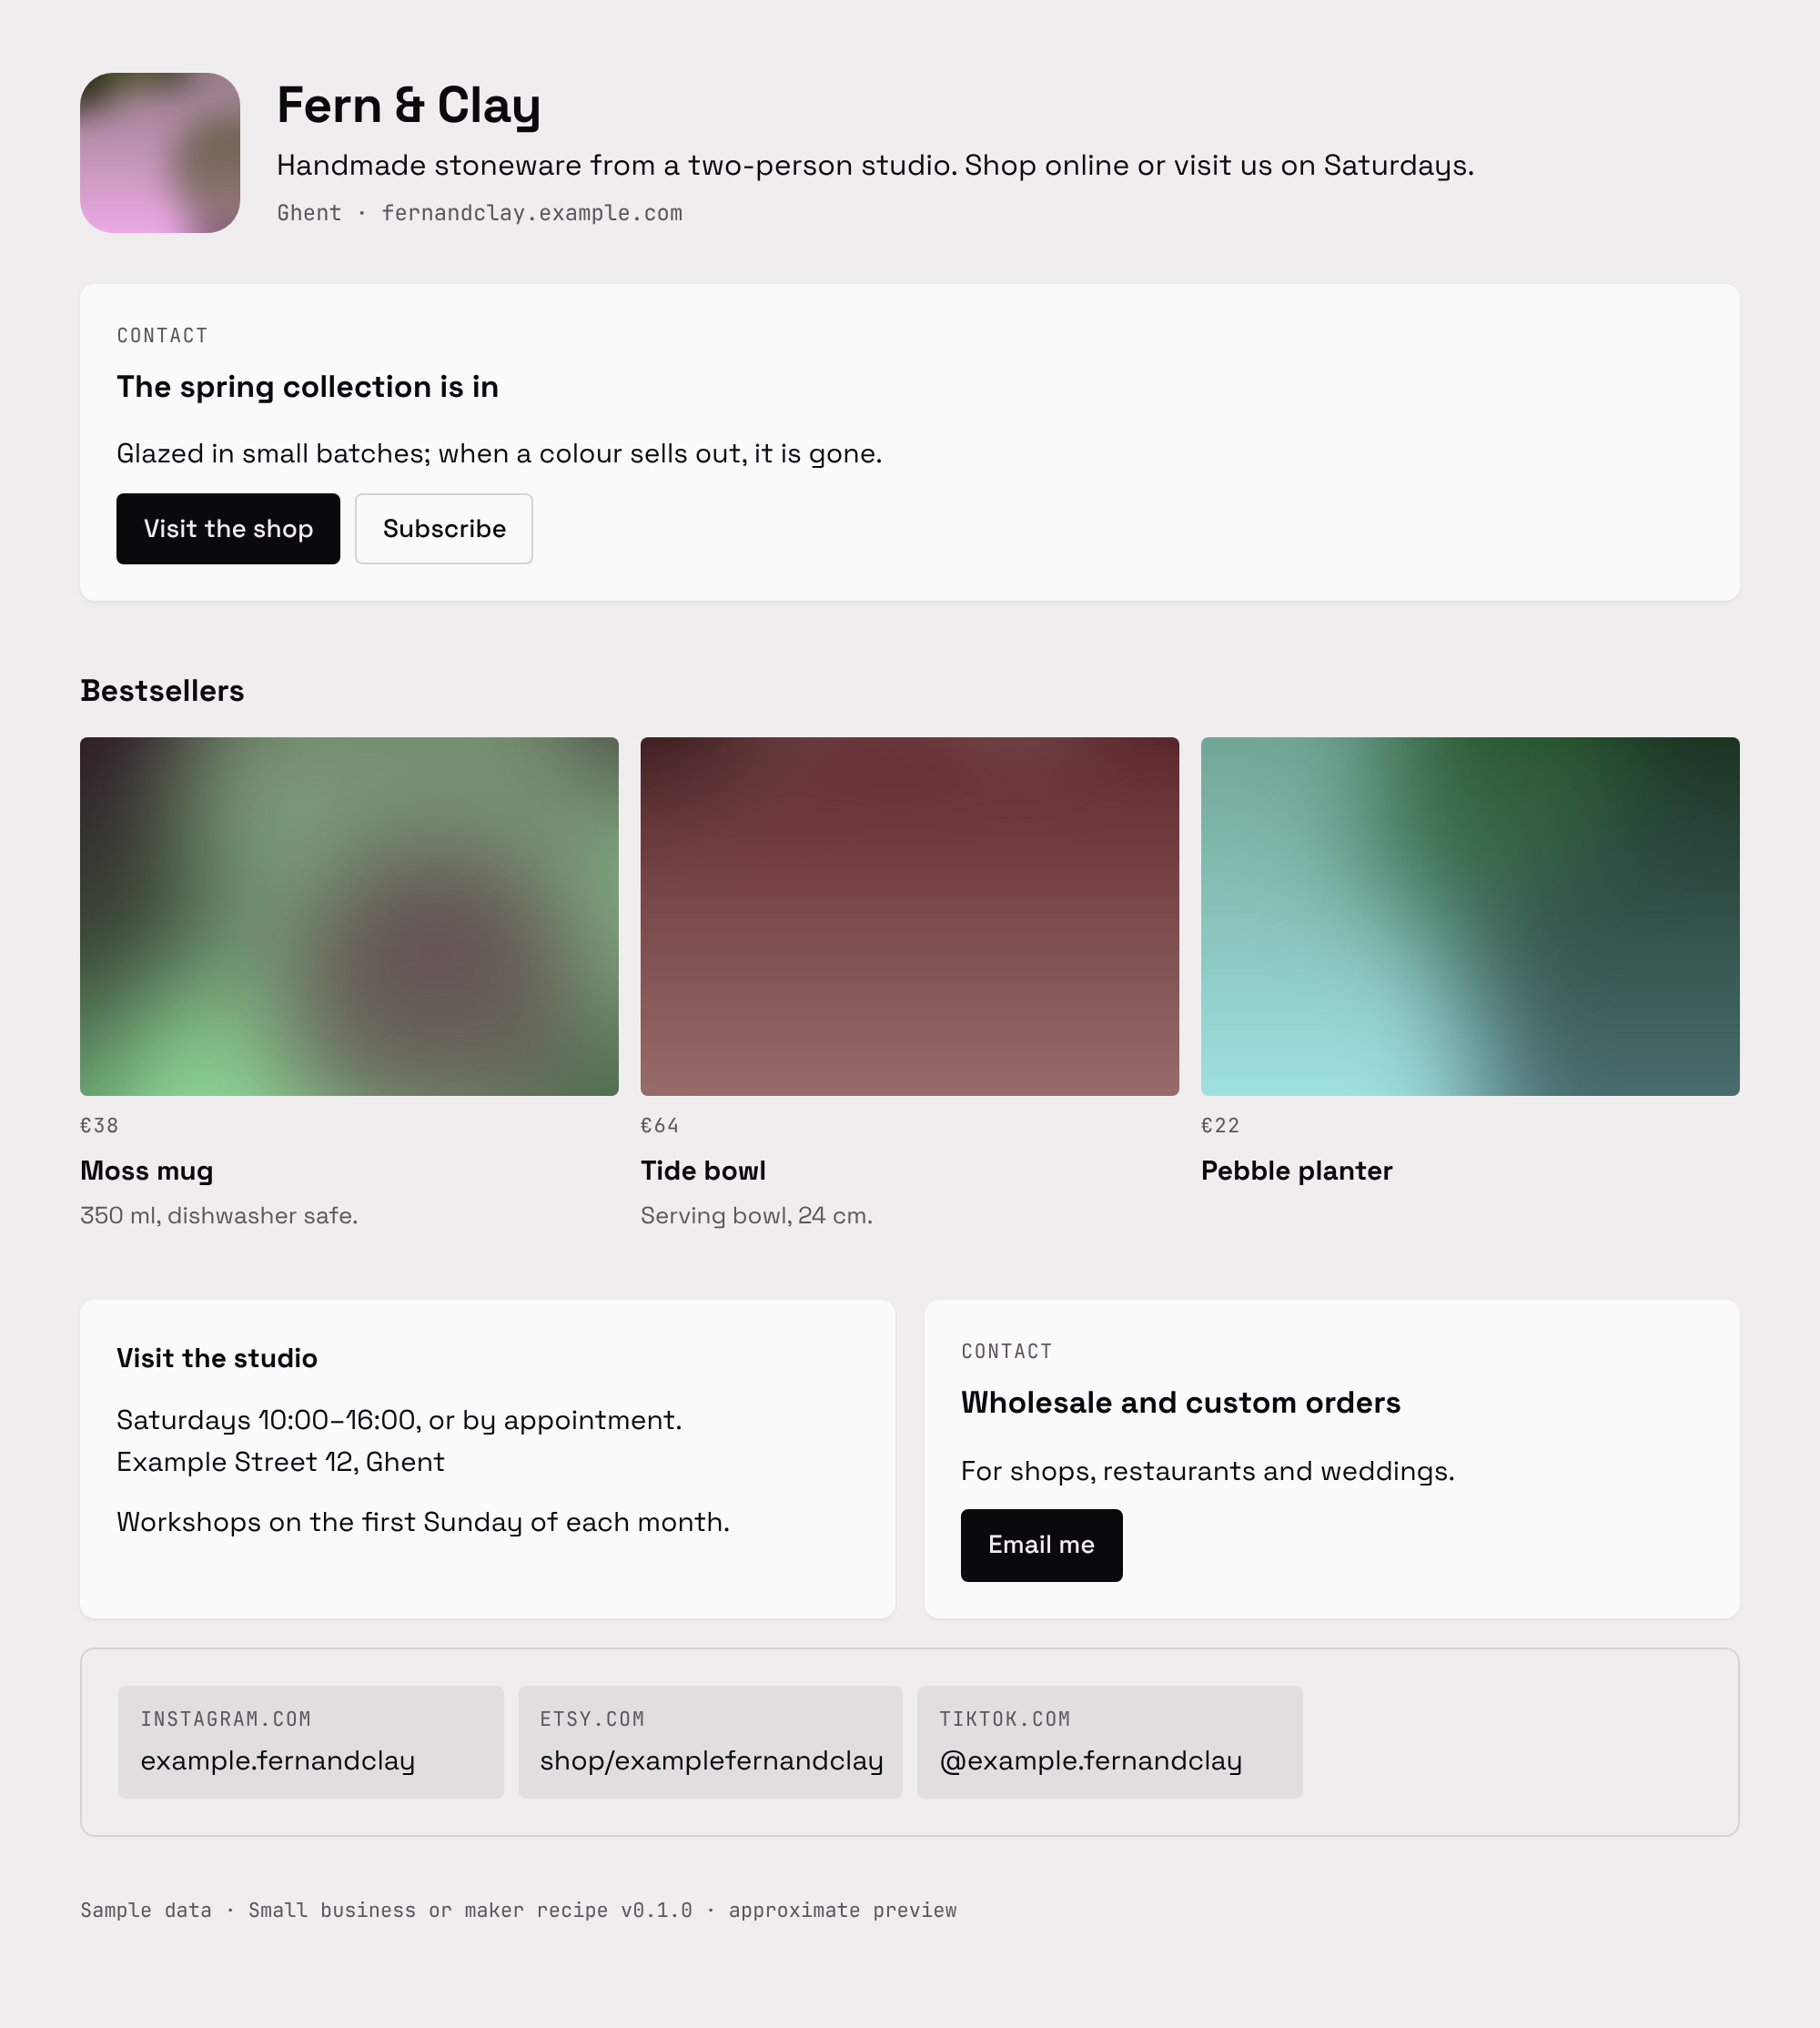 Fern & Clay
Handmade stoneware from a two-person studio. Shop online or visit us on Saturdays.
Ghent · fernandclay.example.com
CONTACT
The spring collection is in
Glazed in small batches; when a colour sells out, it is gone.
Visit the shop
Subscribe
Bestsellers
€38
Moss mug
350 ml, dishwasher safe.
€64
Tide bowl
Serving bowl, 24 cm.
€22
Pebble planter
Visit the studio
Saturdays 10:00–16:00, or by appointment.
Example Street 12, Ghent
Workshops on the first Sunday of each month.
CONTACT
Wholesale and custom orders
For shops, restaurants and weddings.
Email me
INSTAGRAM.COM
example.fernandclay
ETSY.COM
shop/examplefernandclay
TIKTOK.COM
@example.fernandclay
Sample data · Small business or maker recipe v0.1.0 · approximate preview